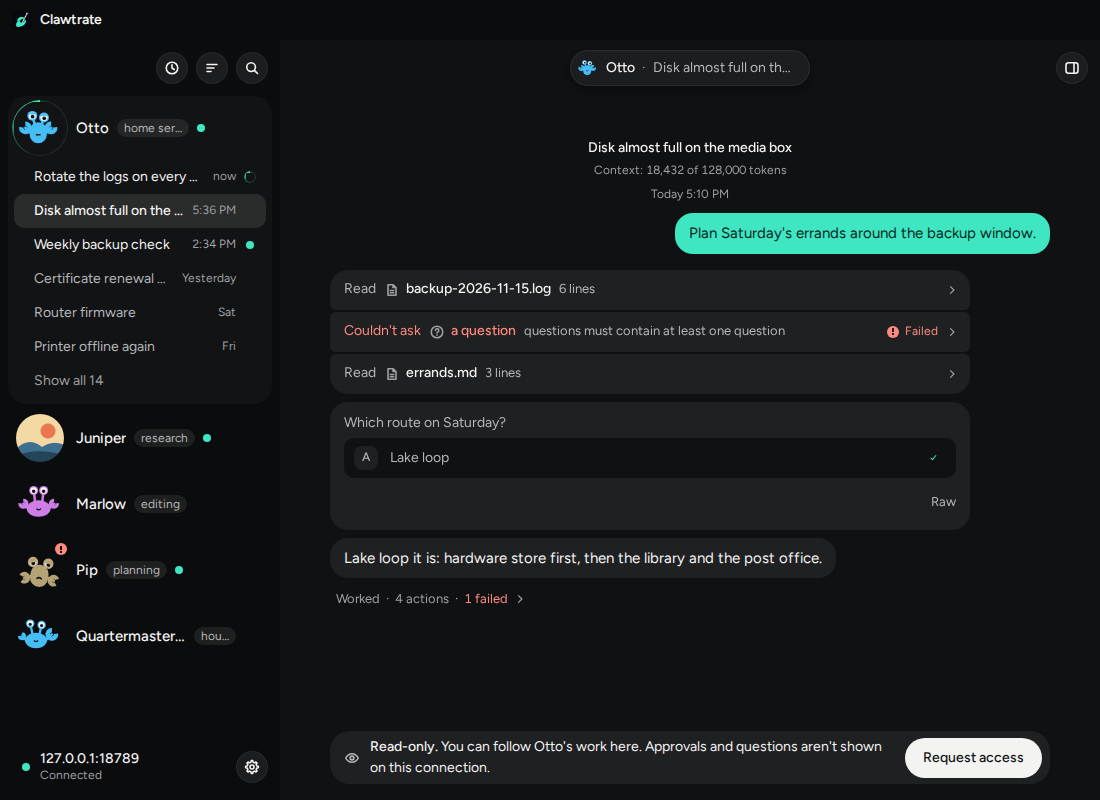 Clawtrate
Otto · Disk almost full on th...
Otto home ser...
Rotate the logs on every ... now
Disk almost full on the ... 5:36 PM
Weekly backup check 2:34 PM
Certificate renewal ... Yesterday
Router firmware Sat
Printer offline again Fri
Show all 14
Juniper research
Marlow editing
Pip planning
Quartermaster... hou...
127.0.0.1:18789
Connected
Disk almost full on the media box
Context: 18,432 of 128,000 tokens
Today 5:10 PM
Plan Saturday's errands around the backup window.
Read backup-2026-11-15.log 6 lines
Couldn't ask a question questions must contain at least one question Failed
Read errands.md 3 lines
Which route on Saturday?
A Lake loop
Raw
Lake loop it is: hardware store first, then the library and the post office.
Worked · 4 actions · 1 failed
Read-only. You can follow Otto's work here. Approvals and questions aren't shown
on this connection.
Request access